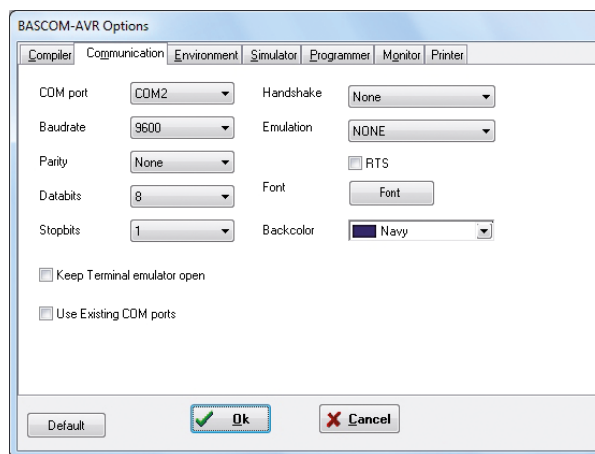 BASCOM-AVR Options
Compiler Communication Environment Simulator Programmer Monitor Printer
COM port COM2 Handshake None
Baudrate 9600 Emulation NONE
Parity None RTS
Databits 8 Font Font
Stopbits 1 Backcolor Navy
Keep Terminal emulator open
Use Existing COM ports
Default Ok Cancel